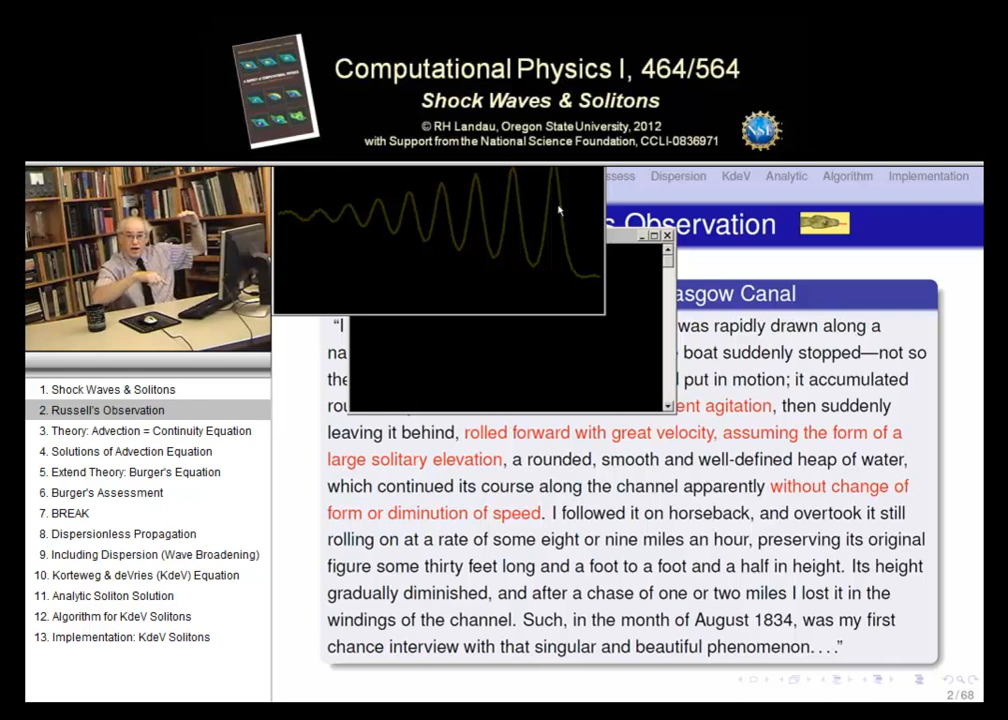 Computational Physics I, 464/564
Shock Waves & Solitons
© RH Landau, Oregon State University, 2012
with Support from the National Science Foundation, CCLI-0836971
NSF
ssess Dispersion KdeV Analytic Algorithm Implementation
s Observation
asgow Canal
"I was rapidly drawn along a
na boat suddenly stopped—not so
the put in motion; it accumulated
rou ent agitation, then suddenly
leaving it behind, rolled forward with great velocity, assuming the form of a
large solitary elevation, a rounded, smooth and well-defined heap of water,
which continued its course along the channel apparently without change of
form or diminution of speed. I followed it on horseback, and overtook it still
rolling on at a rate of some eight or nine miles an hour, preserving its original
figure some thirty feet long and a foot to a foot and a half in height. Its height
gradually diminished, and after a chase of one or two miles I lost it in the
windings of the channel. Such, in the month of August 1834, was my first
chance interview with that singular and beautiful phenomenon...."
2/68
1. Shock Waves & Solitons
2. Russell's Observation
3. Theory: Advection = Continuity Equation
4. Solutions of Advection Equation
5. Extend Theory: Burger's Equation
6. Burger's Assessment
7. BREAK
8. Dispersionless Propagation
9. Including Dispersion (Wave Broadening)
10. Korteweg & deVries (KdeV) Equation
11. Analytic Soliton Solution
12. Algorithm for KdeV Solitons
13. Implementation: KdeV Solitons